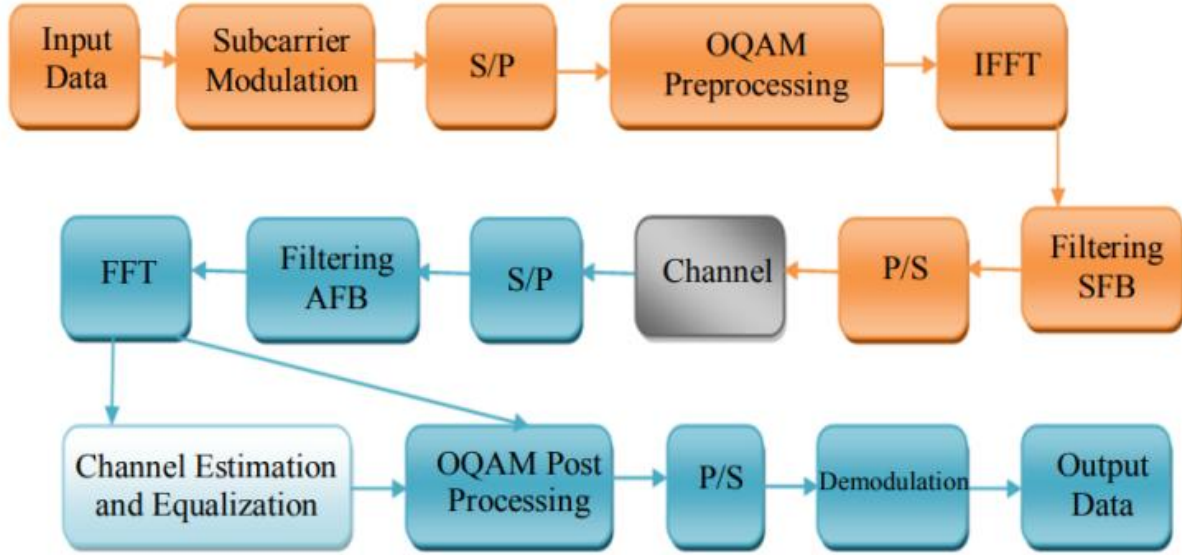 Input
Data
Subcarrier
Modulation
S/P
OQAM
Preprocessing
IFFT
FFT
Filtering
AFB
S/P
Channel
P/S
Filtering
SFB
Channel Estimation
and Equalization
OQAM Post
Processing
P/S
Demodulation
Output
Data